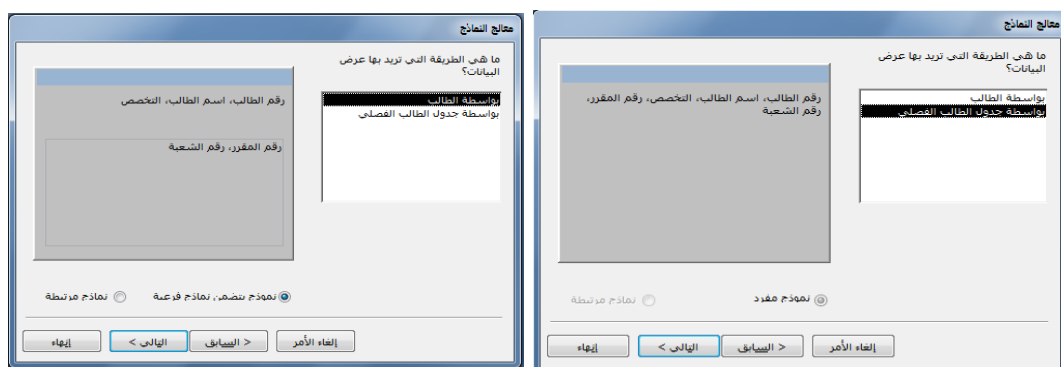 معالج النماذج
ما هي الطريقة التي تريد بها عرض
البيانات؟
بواسطة الطالب
بواسطة جدول الطالب الفصلي
رقم الطالب، اسم الطالب، التخصص، رقم المقرر،
رقم الشعبة
نموذج مفرد
نماذج مرتبطة
إلغاء الأمر
< السابق
التالي >
إنهاء
معالج النماذج
ما هي الطريقة التي تريد بها عرض
البيانات؟
بواسطة الطالب
بواسطة جدول الطالب الفصلي
رقم الطالب، اسم الطالب، التخصص
رقم المقرر، رقم الشعبة
نموذج يتضمن نماذج فرعية
نماذج مرتبطة
إلغاء الأمر
< السابق
التالي >
إنهاء